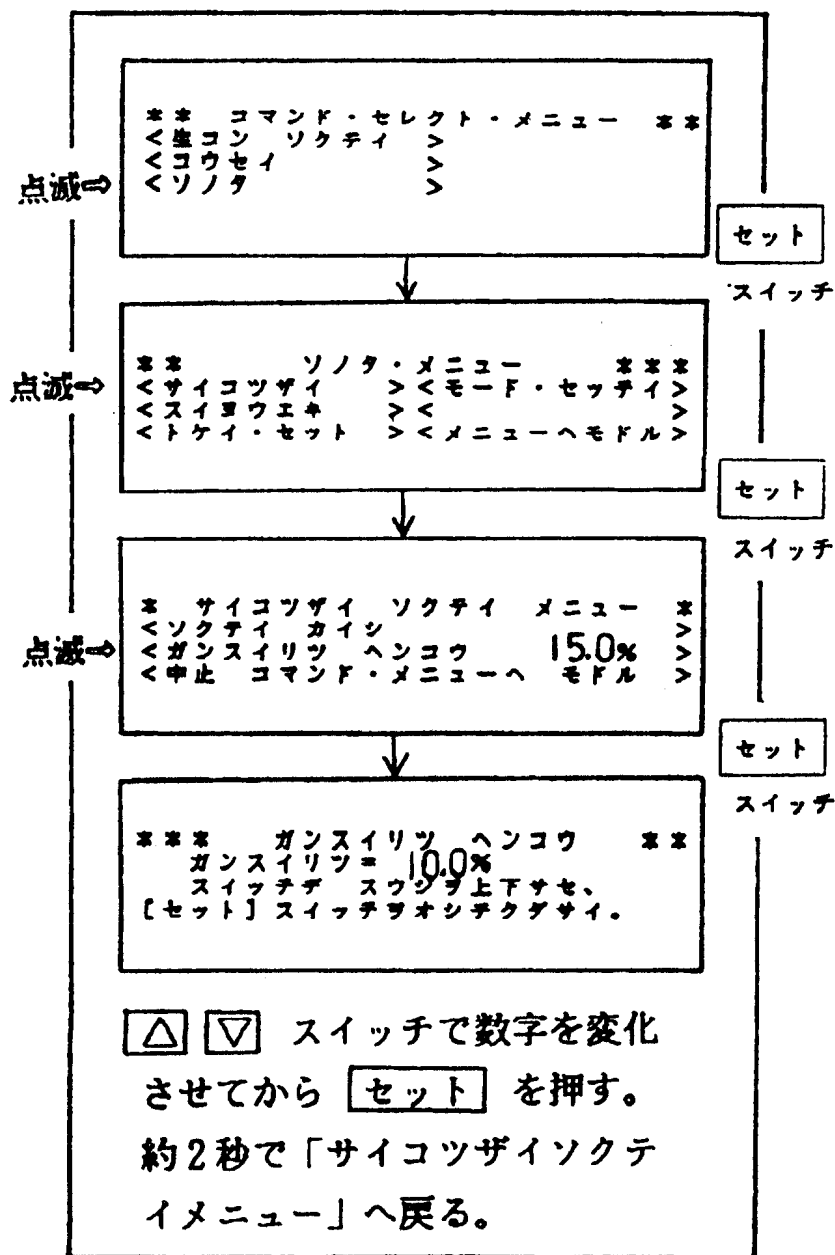 ** コマンド・セレクト・メニュー **
<生コン ソクテイ >
<コウセイ >
点滅⇨ <ソノタ >
セット
スイッチ
** ソノタ・メニュー ***
点滅⇨ <サイコツザイ ><モード・セッテイ>
<スイヨウエキ >< >
<トケイ・セット ><メニューヘモドル>
セット
スイッチ
* サイコツザイ ソクテイ メニュー *
<ソクテイ カイシ >
点滅⇨ <ガンスイリツ ヘンコウ 15.0% >
<中止 コマンド・メニューヘ モドル >
セット
スイッチ
*** ガンスイリツ ヘンコウ **
ガンスイリツ= 10.0%
スイッチデ スウジヲ上下サセ、
[セット]スイッチヲオシテクダサイ。
△ ▽ スイッチで数字を変化
させてから セット を押す。
約2秒で「サイコツザイソクテ
イメニュー」へ戻る。